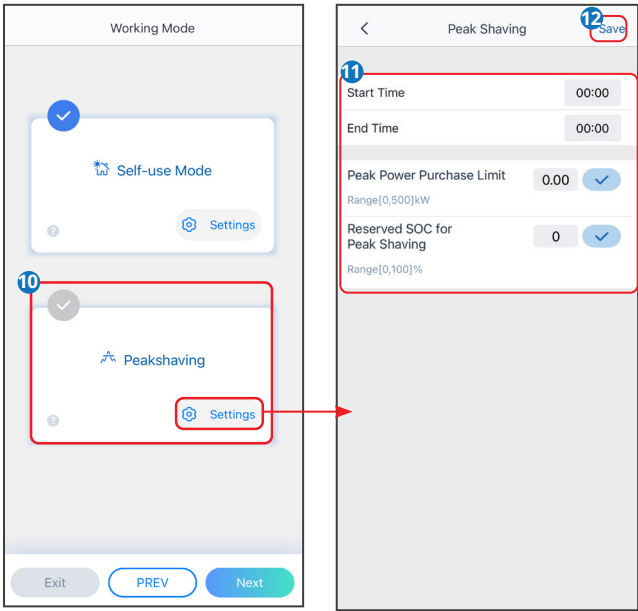 Working Mode
Self-use Mode
?
Settings
10
Peakshaving
?
Settings
Exit
PREV
Next
Peak Shaving
12
Save
11
Start Time
00:00
End Time
00:00
Peak Power Purchase Limit
0.00
Range[0,500]kW
Reserved SOC for
Peak Shaving
0
Range[0,100]%